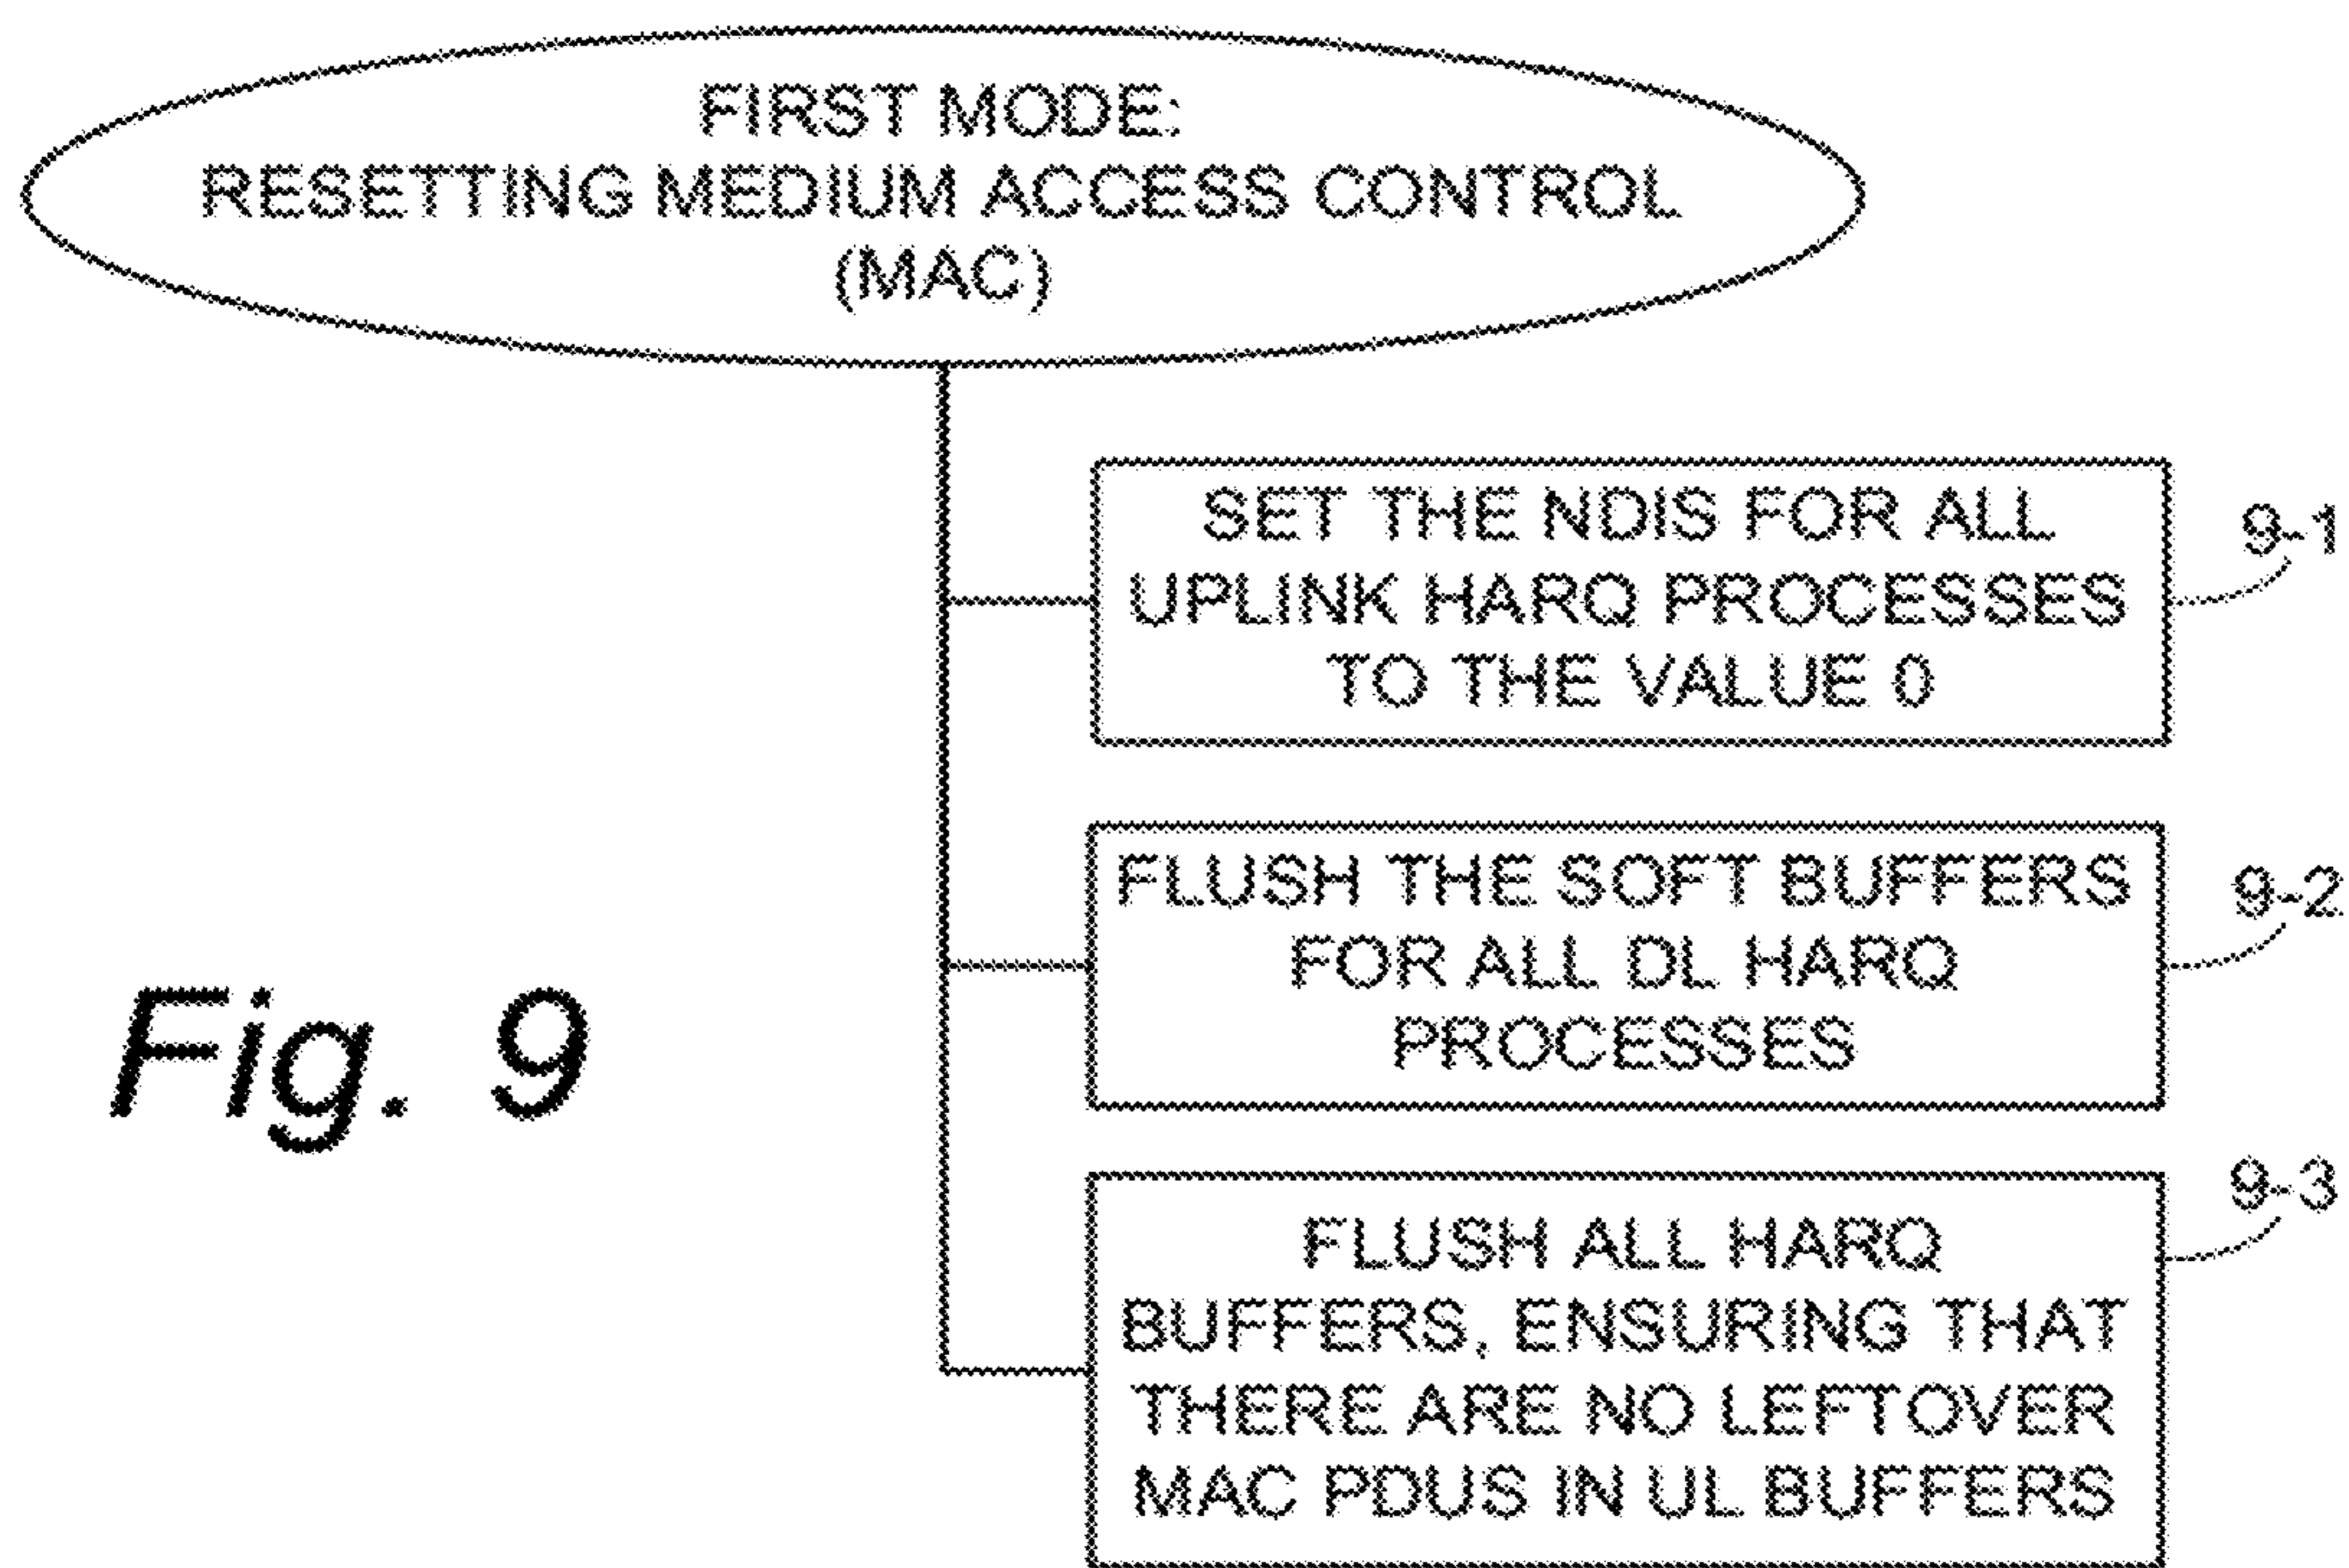 FIRST MODE:
RESETTING MEDIUM ACCESS CONTROL
(MAC)
SET THE NDIS FOR ALL
UPLINK HARQ PROCESSES
TO THE VALUE 0
9-1
FLUSH THE SOFT BUFFERS
FOR ALL DL HARQ
PROCESSES
9-2
Fig. 9
FLUSH ALL HARQ
BUFFERS, ENSURING THAT
THERE ARE NO LEFTOVER
MAC PDUS IN UL BUFFERS
9-3